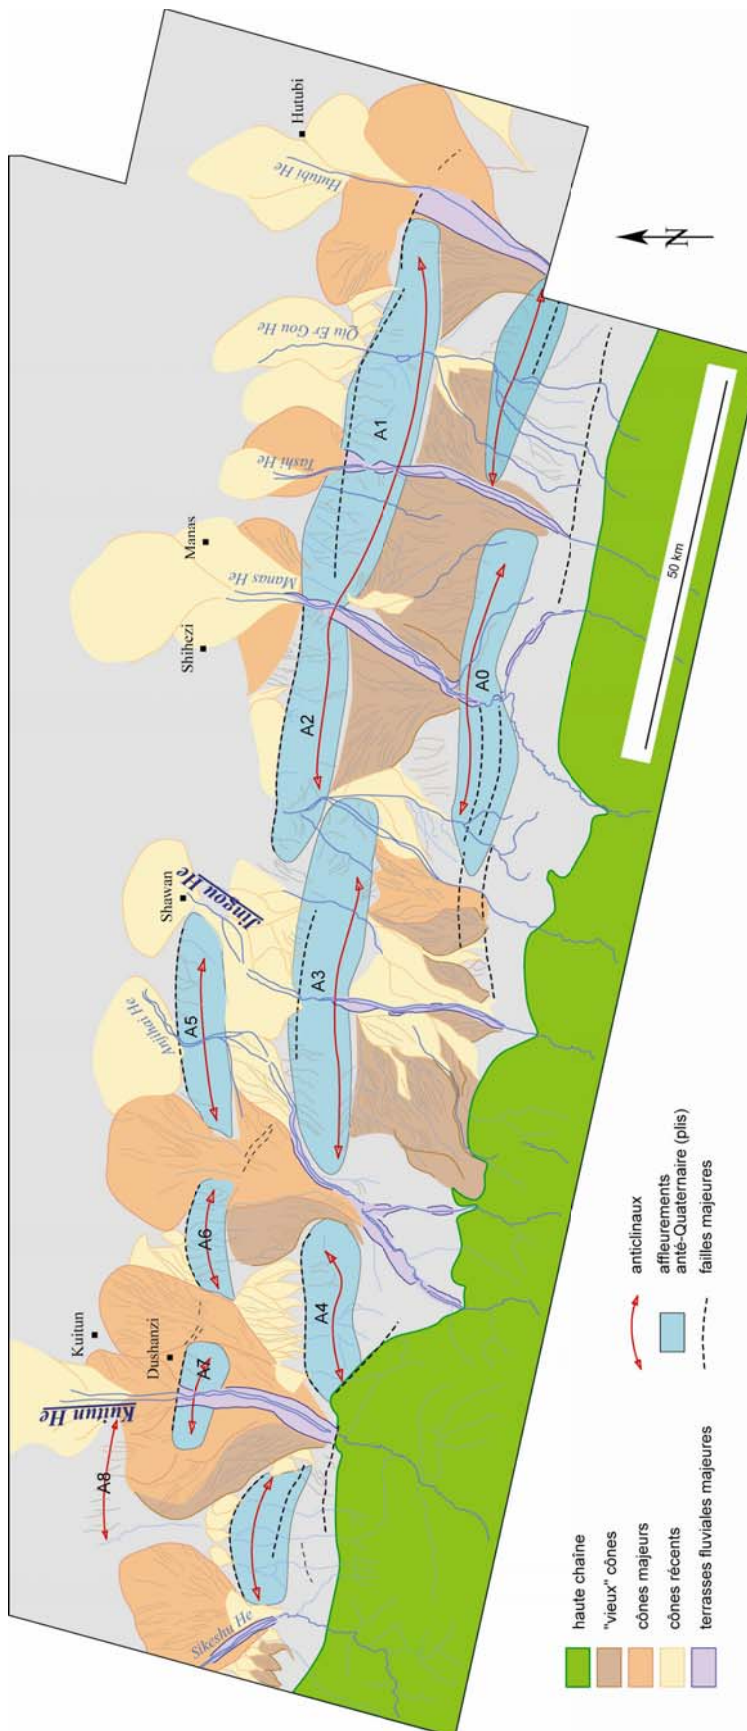 Sikeshu He
A8
Kuitun He
Kuitun
Dushanzi
A7
A6
A4
Anjihai He
A5
Shawan
Jingou He
A3
A2
A0
Shihezi
Manas
Manas He
Tashi He
A1
Qiu Er Gou He
Hutubi He
Hutubi
N
50 km
haute chaîne
"vieux" cônes
cônes majeurs
cônes récents
terrasses fluviales majeures
anticlinaux
affleurements
anté-Quaternaire (plis)
failles majeures